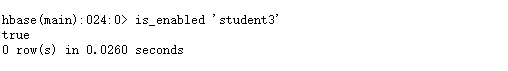 hbase(main):024:0> is_enabled 'student3'
true
0 row(s) in 0.0260 seconds